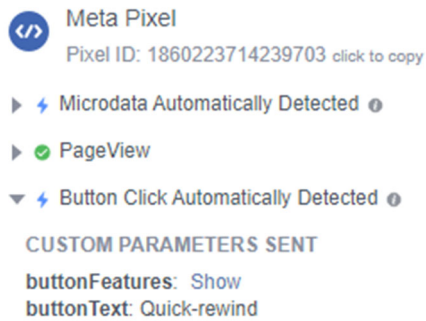 </>
Meta Pixel
Pixel ID: 1860223714239703 click to copy
Microdata Automatically Detected i
PageView
Button Click Automatically Detected i
CUSTOM PARAMETERS SENT
buttonFeatures: Show
buttonText: Quick-rewind